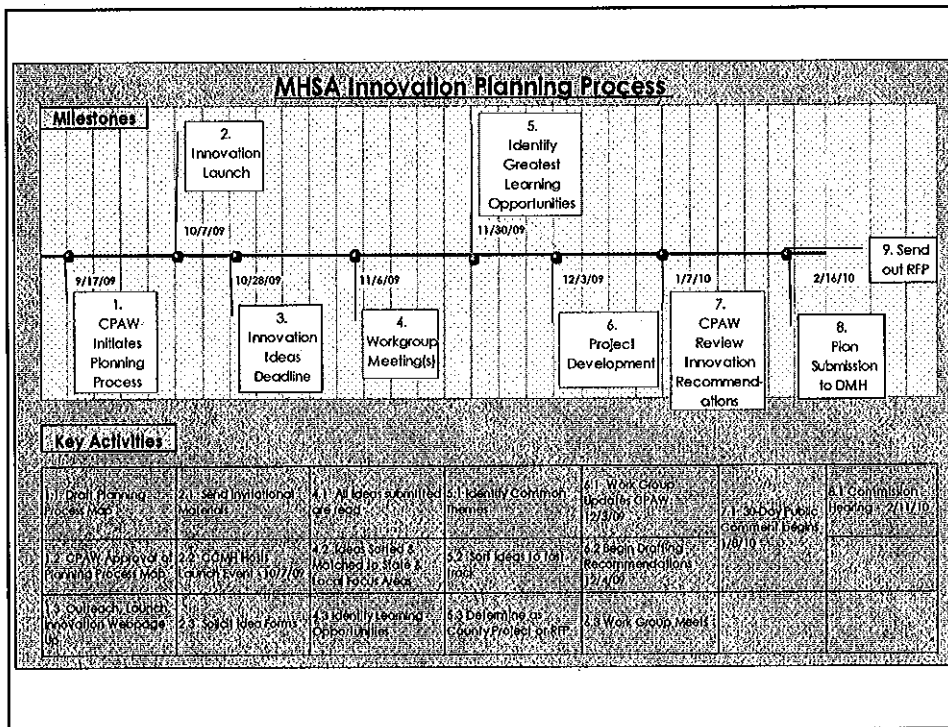 MHSA Innovation Planning Process
Milestones
2.
Innovation
Launch
5.
Identify
Greatest
Learning
Opportunities
10/7/09
11/30/09
9/17/09
10/28/09
11/6/09
12/3/09
1/7/10
2/16/10
9. Send
out RFP
1.
CPAW
Initiates
Planning
Process
3.
Innovation
Ideas
Deadline
4.
Workgroup
Meeting(s)
6.
Project
Development
7.
CPAW
Review
Innovation
Recommend-
ations
8.
Plan
Submission
to DMH
Key Activities
1.1 Draft Planning
Process Map
2.1 Send Invitational
Materials
4.1 All Ideas submitted
are read
5.1 Identify Common
Themes
6.1 Work Group
Updates CPAW
12/3/09
7.1 30-Day Public
Comment begins
1/8/10
8.1 Commission
Hearing 2/11/10
1.2 CPAW Approval of
Planning Process Map
2.2 CCMH Hosts
Launch Event 10/7/09
4.2 Ideas Sorted &
Matched to State &
Local Focus Areas
5.2 Sort Ideas to fast
track
6.2 Begin Drafting
Recommendations
12/4/09
1.3 Outreach, Launch
Innovation Webpage
2.3 Solicit Idea Forms
4.3 Identify Learning
Opportunities
5.3 Determine as
County Project or RFP
6.3 Work Group Meets